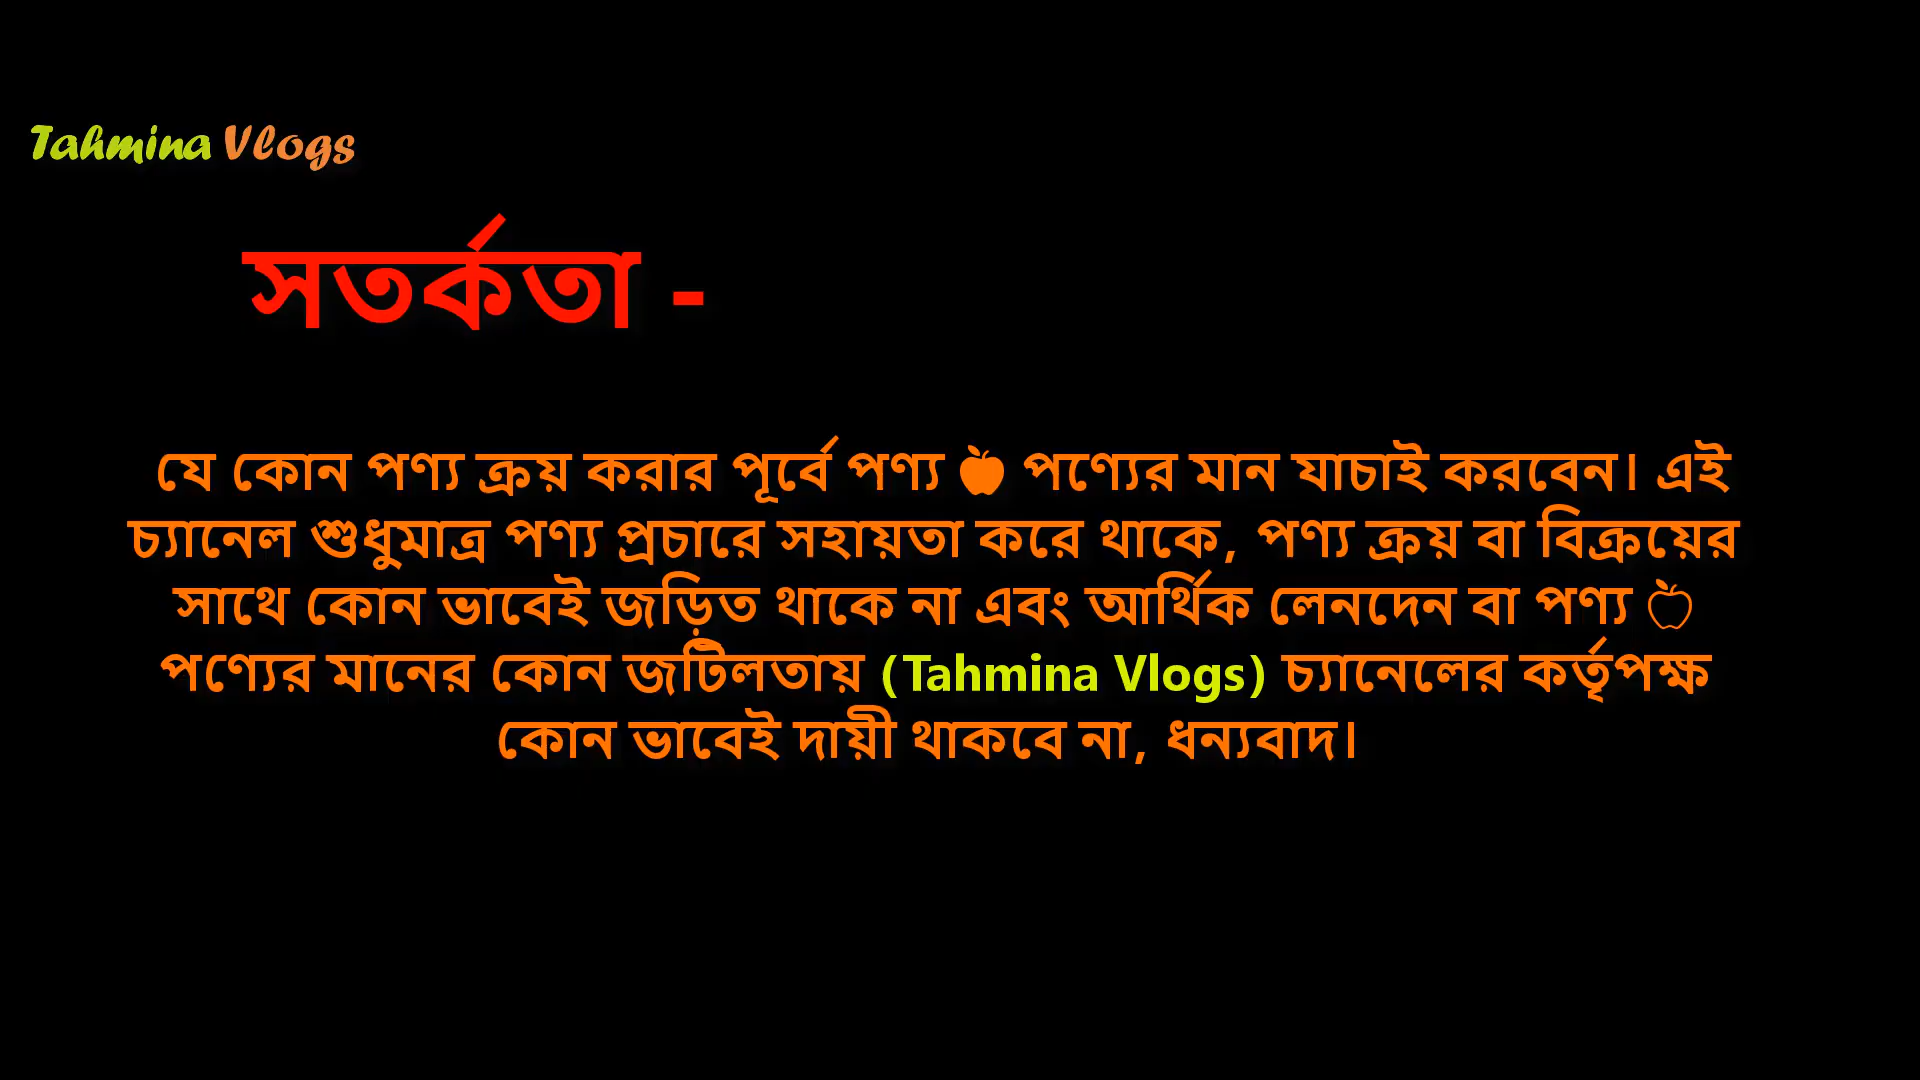 Tahmina Vlogs
সতর্কতা -
যে কোন পণ্য ক্রয় করার পূর্বে পণ্য 🍎 পণ্যের মান যাচাই করবেন। এই
চ্যানেল শুধুমাত্র পণ্য প্রচারে সহায়তা করে থাকে, পণ্য ক্রয় বা বিক্রয়ের
সাথে কোন ভাবেই জড়িত থাকে না এবং আর্থিক লেনদেন বা পণ্য 🍎
পণ্যের মানের কোন জটিলতায় (Tahmina Vlogs) চ্যানেলের কর্তৃপক্ষ
কোন ভাবেই দায়ী থাকবে না, ধন্যবাদ।